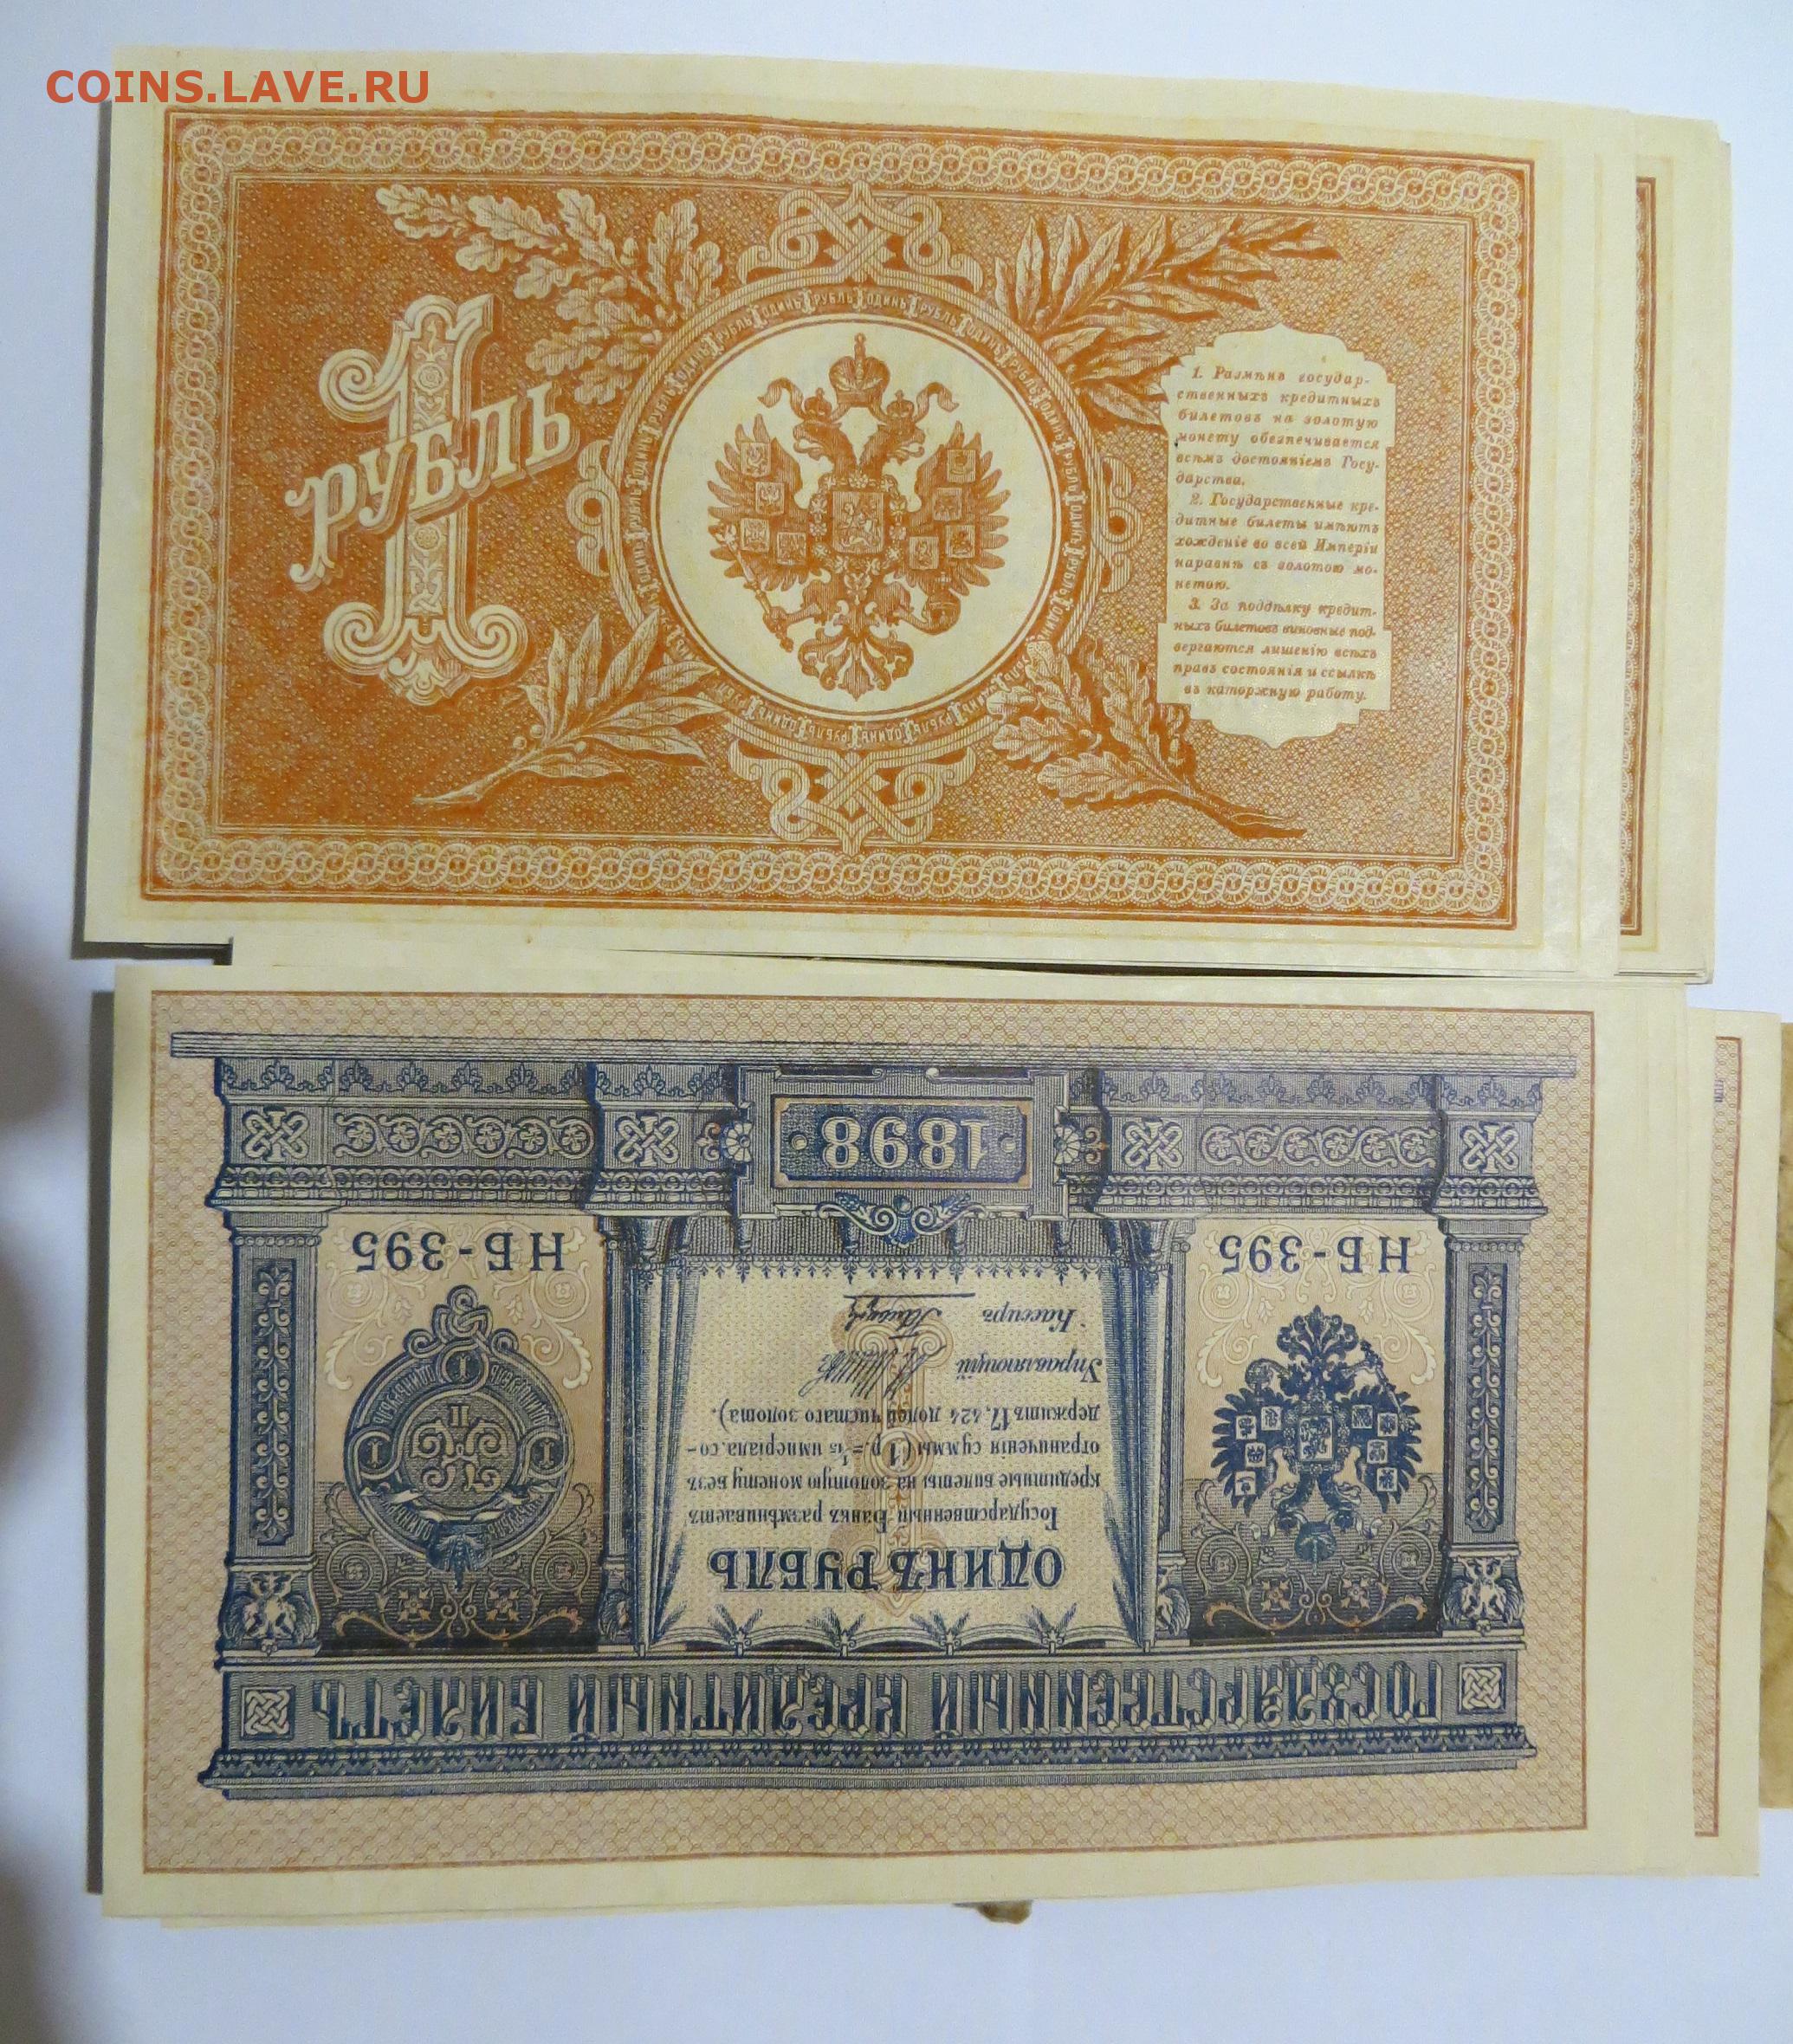 COINS.LAVE.RU
1
РУБЛЬ
1. Размѣнъ государ-
ственныхъ кредитныхъ
билетовъ на золотую
монету обезпечивается
всѣмъ достояніемъ Госу-
дарства.
2. Государственные кре-
дитные билеты имѣютъ
хожденіе во всей Имперіи
наравнѣ съ золотою мо-
нетою.
3. За поддѣлку кредит-
ныхъ билетовъ виновные под-
вергаются лишенію всѣхъ
правъ состоянія и ссылкѣ
въ каторжную работу.
ГОСУДАРСТВЕННЫЙ КРЕДИТНЫЙ БИЛЕТЪ
ОДИНЪ РУБЛЬ
Государственный Банкъ размѣниваетъ
кредитные билеты на золотую монету безъ
ограниченія суммы (1 р. = 1/15 имперіала, со-
держитъ 17,424 долей чистаго золота).
Управляющій
Кассиръ
НБ-395
НБ-395
1898